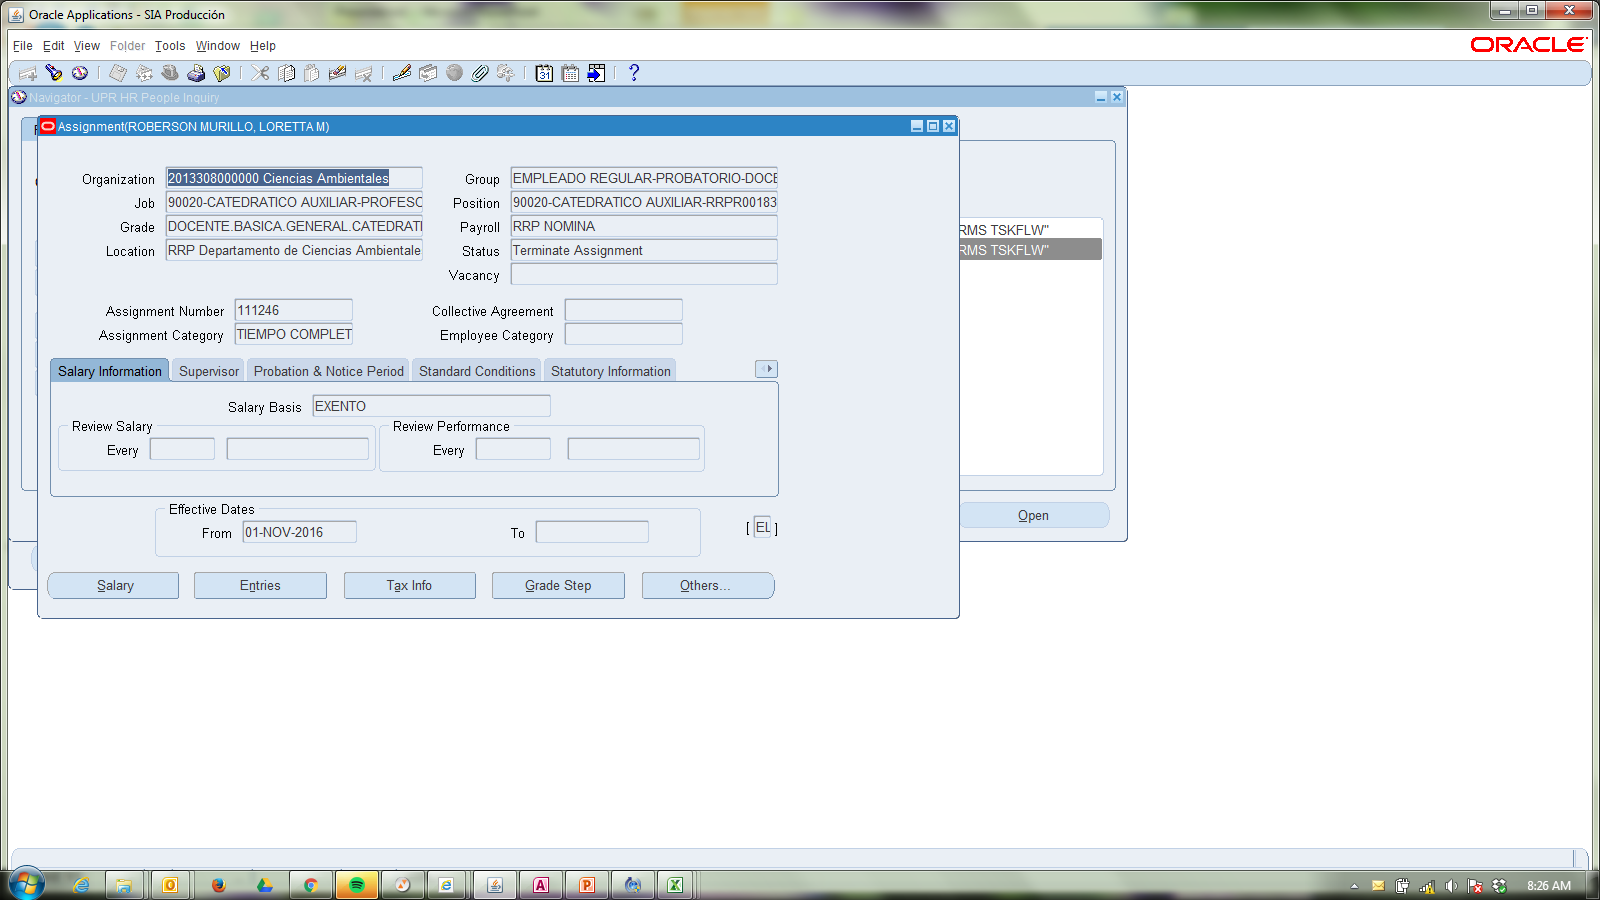 Oracle Applications - SIA Producción
File Edit View Folder Tools Window Help
ORACLE
Navigator - UPR HR People Inquiry
Assignment(ROBERSON MURILLO, LORETTA M)
Organization 2013308000000 Ciencias Ambientales Group EMPLEADO REGULAR-PROBATORIO-DOCE
Job 90020-CATEDRATICO AUXILIAR-PROFESC Position 90020-CATEDRATICO AUXILIAR-RRPR00183
Grade DOCENTE.BASICA.GENERAL.CATEDRATI Payroll RRP NOMINA
RMS TSKFLW"
Location RRP Departamento de Ciencias Ambientale Status Terminate Assignment
RMS TSKFLW"
Vacancy
Assignment Number 111246 Collective Agreement
Assignment Category TIEMPO COMPLET Employee Category
Salary Information Supervisor Probation & Notice Period Standard Conditions Statutory Information
Salary Basis EXENTO
Review Salary Review Performance
Every Every
Effective Dates
From 01-NOV-2016 To [ EL ]
Open
Salary Entries Tax Info Grade Step Others...
8:26 AM